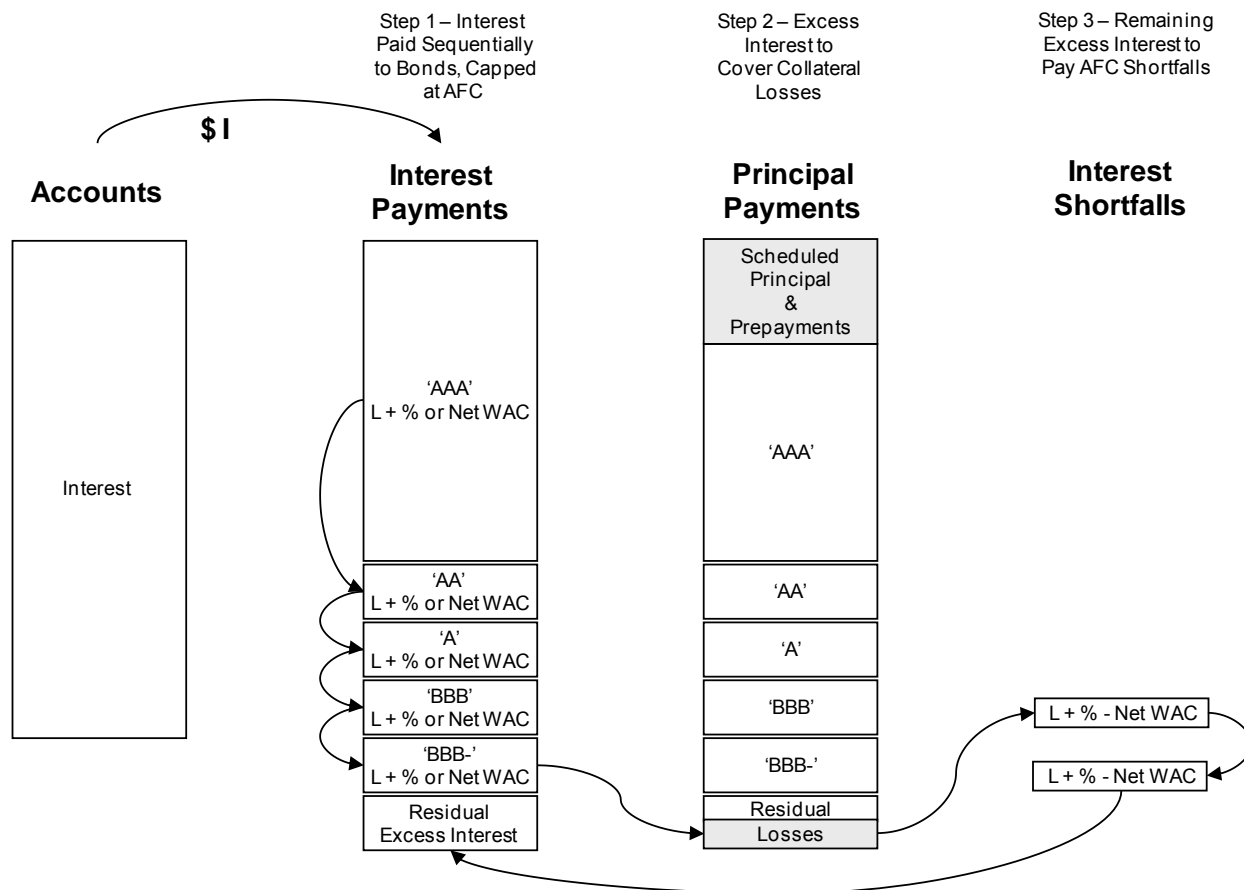 Step 1 – Interest
Paid Sequentially
to Bonds, Capped
at AFC
Step 2 – Excess
Interest to
Cover Collateral
Losses
Step 3 – Remaining
Excess Interest to
Pay AFC Shortfalls
$ I
Accounts
Interest
Payments
Principal
Payments
Interest
Shortfalls
Interest
‘AAA’
L + % or Net WAC
‘AA’
L + % or Net WAC
‘A’
L + % or Net WAC
‘BBB’
L + % or Net WAC
‘BBB-’
L + % or Net WAC
Residual
Excess Interest
Scheduled
Principal
&
Prepayments
‘AAA’
‘AA’
‘A’
‘BBB’
‘BBB-’
Residual
Losses
L + % - Net WAC
L + % - Net WAC